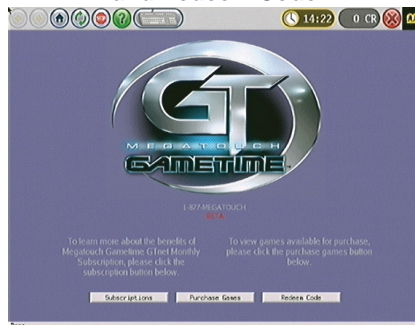 14:22
0 CR
GT
MEGATOUCH
GAMETIME
1-877-MEGATOUCH
BETA
To learn more about the benefits of
Megatouch Gametime GTnet Monthly
Subscription, please click the
subscription button below.
To view games available for purchase,
please click the purchase games button
below.
Subscriptions
Purchase Games
Redeem Code